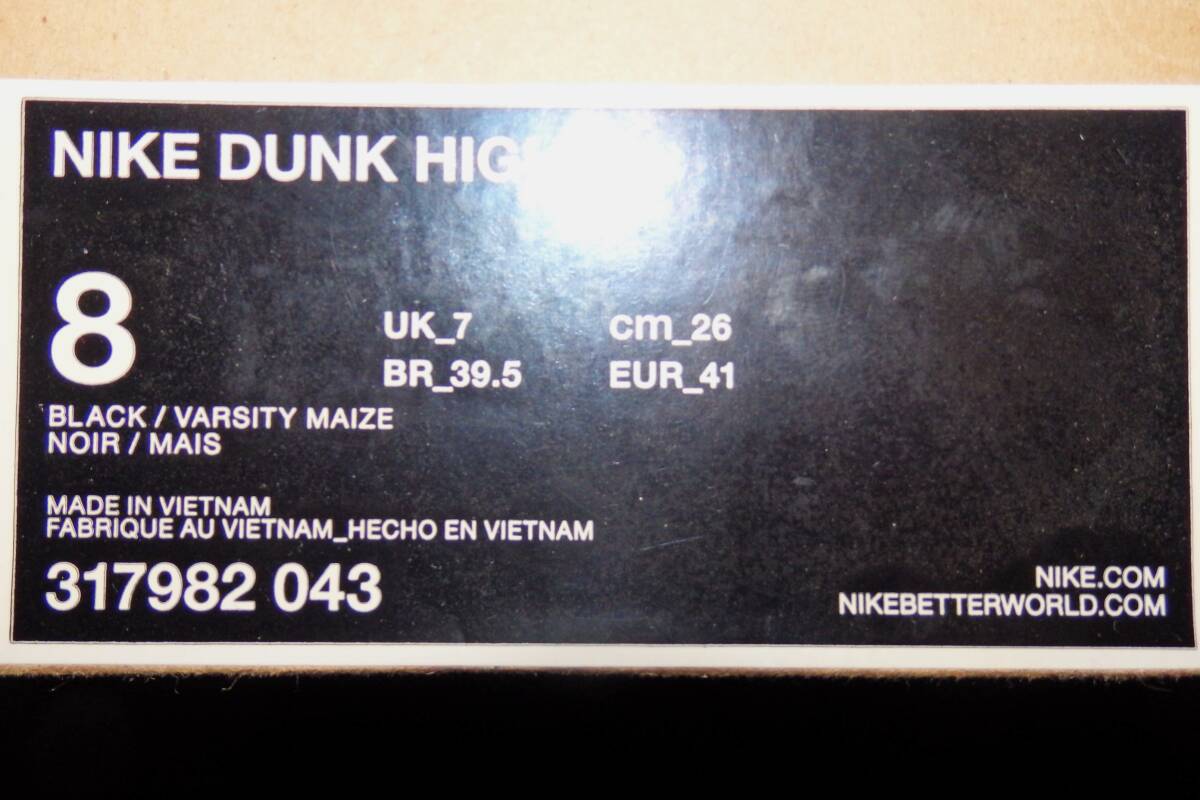 NIKE DUNK HIG
8
UK_7 cm_26
BR_39.5 EUR_41
BLACK / VARSITY MAIZE
NOIR / MAIS
MADE IN VIETNAM
FABRIQUE AU VIETNAM_HECHO EN VIETNAM
317982 043
NIKE.COM
NIKEBETTERWORLD.COM